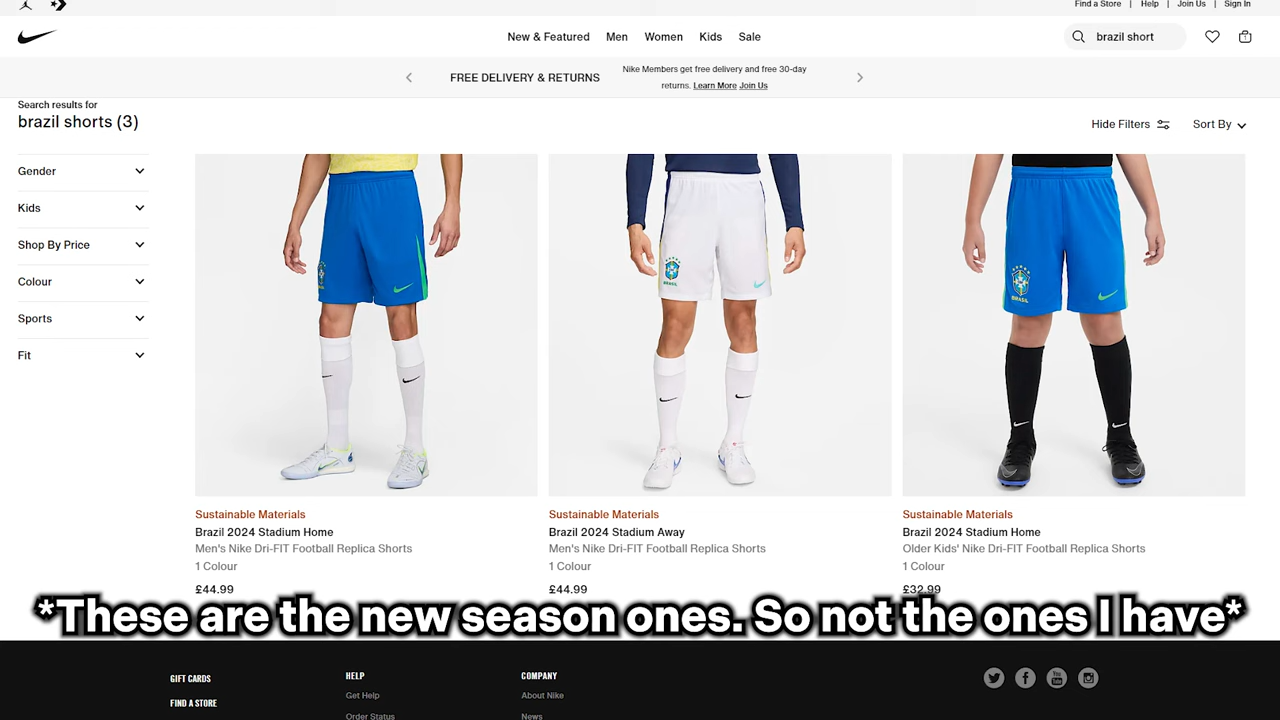 Find a Store | Help | Join Us | Sign In
New & Featured Men Women Kids Sale
brazil short
FREE DELIVERY & RETURNS
Nike Members get free delivery and free 30-day
returns. Learn More Join Us
Search results for
brazil shorts (3)
Hide Filters
Sort By
Gender
Kids
Shop By Price
Colour
Sports
Fit
BRASIL
BRASIL
BRASIL
Sustainable Materials
Brazil 2024 Stadium Home
Men's Nike Dri-FIT Football Replica Shorts
1 Colour
£44.99
Sustainable Materials
Brazil 2024 Stadium Away
Men's Nike Dri-FIT Football Replica Shorts
1 Colour
£44.99
Sustainable Materials
Brazil 2024 Stadium Home
Older Kids' Nike Dri-FIT Football Replica Shorts
1 Colour
£32.99
*These are the new season ones. So not the ones I have*
GIFT CARDS
FIND A STORE
HELP
Get Help
Order Status
COMPANY
About Nike
News
You
Tube